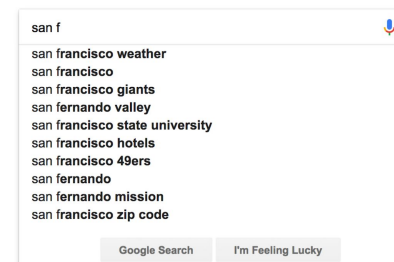 san f
san francisco weather
san francisco
san francisco giants
san fernando valley
san francisco state university
san francisco hotels
san francisco 49ers
san fernando
san fernando mission
san francisco zip code
Google Search I'm Feeling Lucky